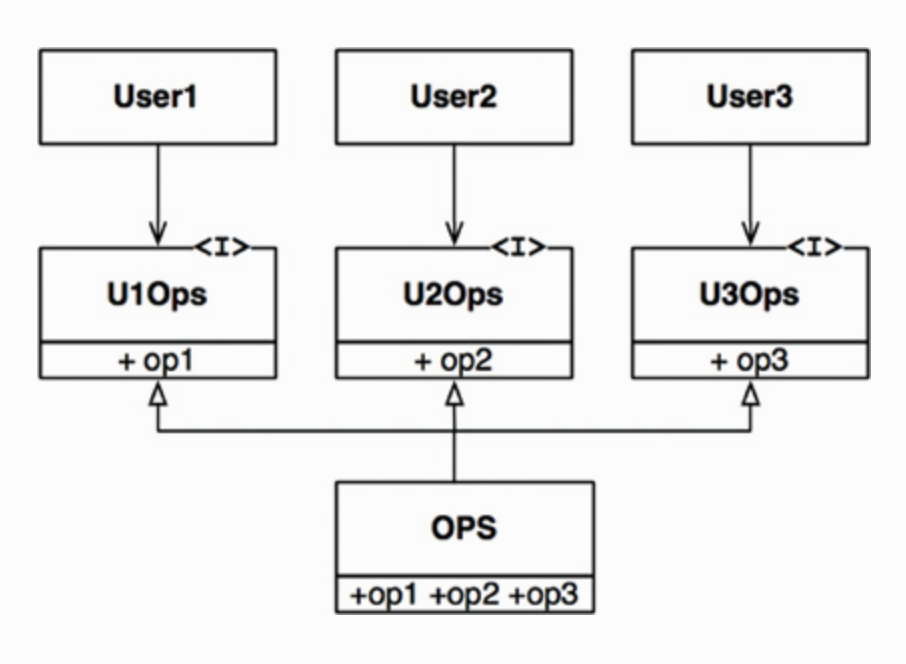 User1 User2 User3
<I> <I> <I>
U1Ops U2Ops U3Ops
+ op1 + op2 + op3
OPS
+op1 +op2 +op3